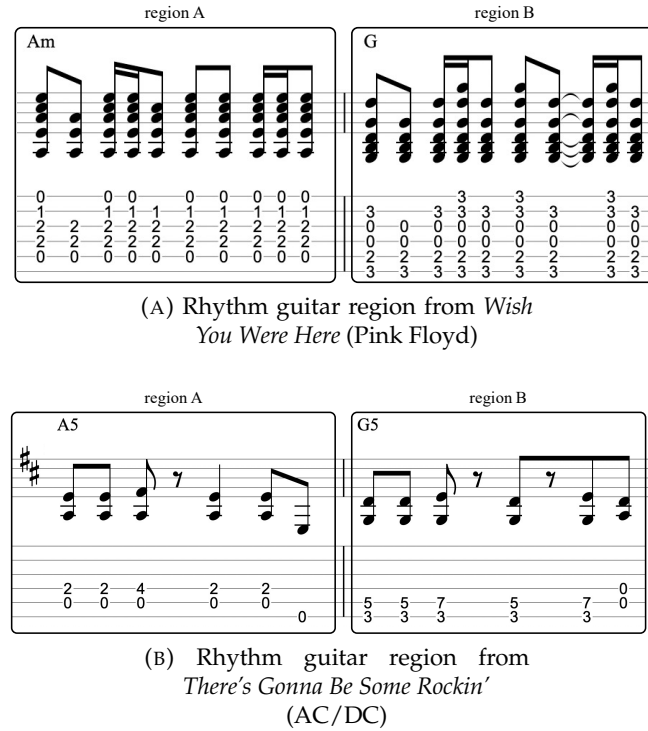 region A
region B
Am
G
0 0 0 0 0 0 0 0 3 3 3
1 1 1 1 1 1 1 1 1 3 3 3 3 3 3 3 3
2 2 2 2 2 2 2 2 2 2 0 0 0 0 0 0 0 0 0
2 2 2 2 2 2 2 2 2 2 0 0 0 0 0 0 0 0 0
0 0 0 0 0 0 0 0 0 0 2 2 2 2 2 2 2 2 2
3 3 3 3 3 3 3 3 3
(A) Rhythm guitar region from Wish
You Were Here (Pink Floyd)
region A
region B
A5
G5
2 2 4 2 2 0
0 0 0 0 0 5 5 7 5 7 0
0 3 3 3 3 3
(B) Rhythm guitar region from
There's Gonna Be Some Rockin'
(AC/DC)